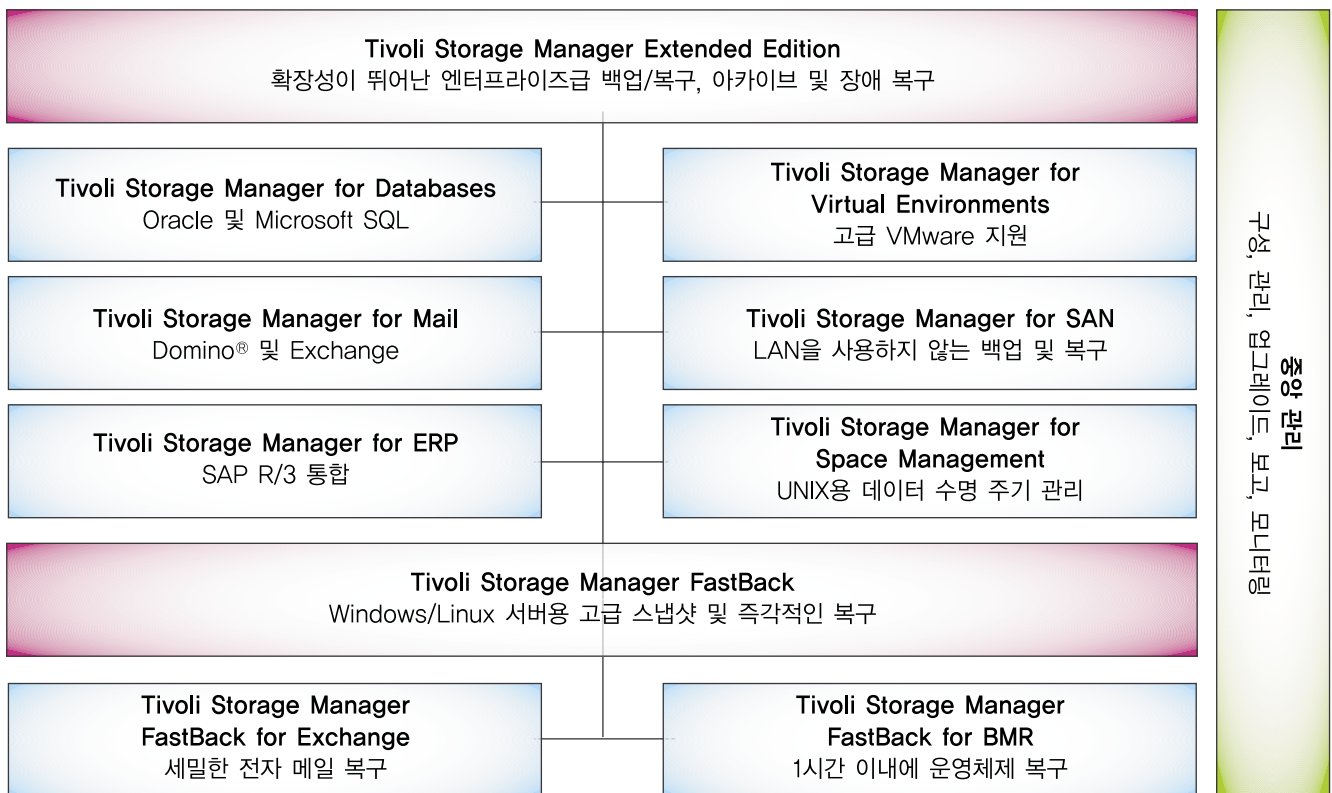 Tivoli Storage Manager Extended Edition
확장성이 뛰어난 엔터프라이즈급 백업/복구, 아카이브 및 장애 복구
Tivoli Storage Manager for Databases
Oracle 및 Microsoft SQL
Tivoli Storage Manager for
Virtual Environments
고급 VMware 지원
Tivoli Storage Manager for Mail
Domino® 및 Exchange
Tivoli Storage Manager for SAN
LAN을 사용하지 않는 백업 및 복구
Tivoli Storage Manager for ERP
SAP R/3 통합
Tivoli Storage Manager for
Space Management
UNIX용 데이터 수명 주기 관리
Tivoli Storage Manager FastBack
Windows/Linux 서버용 고급 스냅샷 및 즉각적인 복구
Tivoli Storage Manager
FastBack for Exchange
세밀한 전자 메일 복구
Tivoli Storage Manager
FastBack for BMR
1시간 이내에 운영체제 복구
중앙 관리
구성, 관리, 업그레이드, 보고, 모니터링